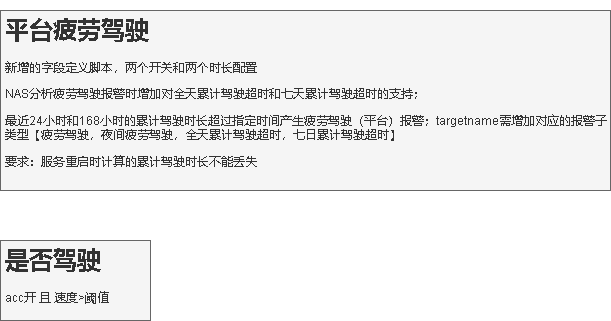 平台疲劳驾驶
新增的字段定义脚本，两个开关和两个时长配置
NAS分析疲劳驾驶报警时增加对全天累计驾驶超时和七天累计驾驶超时的支持；
最近24小时和168小时的累计驾驶时长超过指定时间产生疲劳驾驶（平台）报警；targetname需增加对应的报警子
类型【疲劳驾驶，夜间疲劳驾驶，全天累计驾驶超时，七日累计驾驶超时】
要求：服务重启时计算的累计驾驶时长不能丢失
是否驾驶
acc开 且 速度>阈值